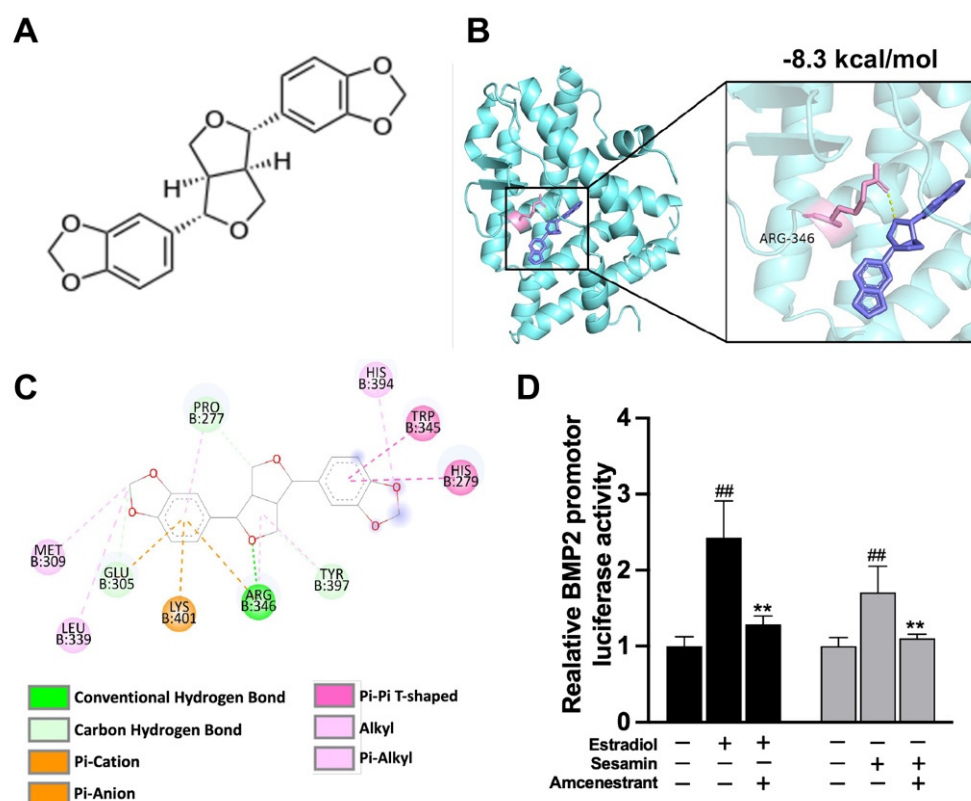 A
O
O
O
H
H
O
O
O
B
-8.3 kcal/mol
ARG-346
C
HIS
B:394
PRO
B:277
TRP
B:345
HIS
B:279
O
O
O
O
O
O
MET
B:309
GLU
B:305
LYS
B:401
ARG
B:346
TYR
B:397
LEU
B:339
Conventional Hydrogen Bond
Carbon Hydrogen Bond
Pi-Cation
Pi-Anion
Pi-Pi T-shaped
Alkyl
Pi-Alkyl
D
Realative BMP2 promotor
luciferase activity
4
3
2
1
0
##
**
##
**
Estradiol − + + − − −
Sesamin − + +
Amcenestrant − − + − − +